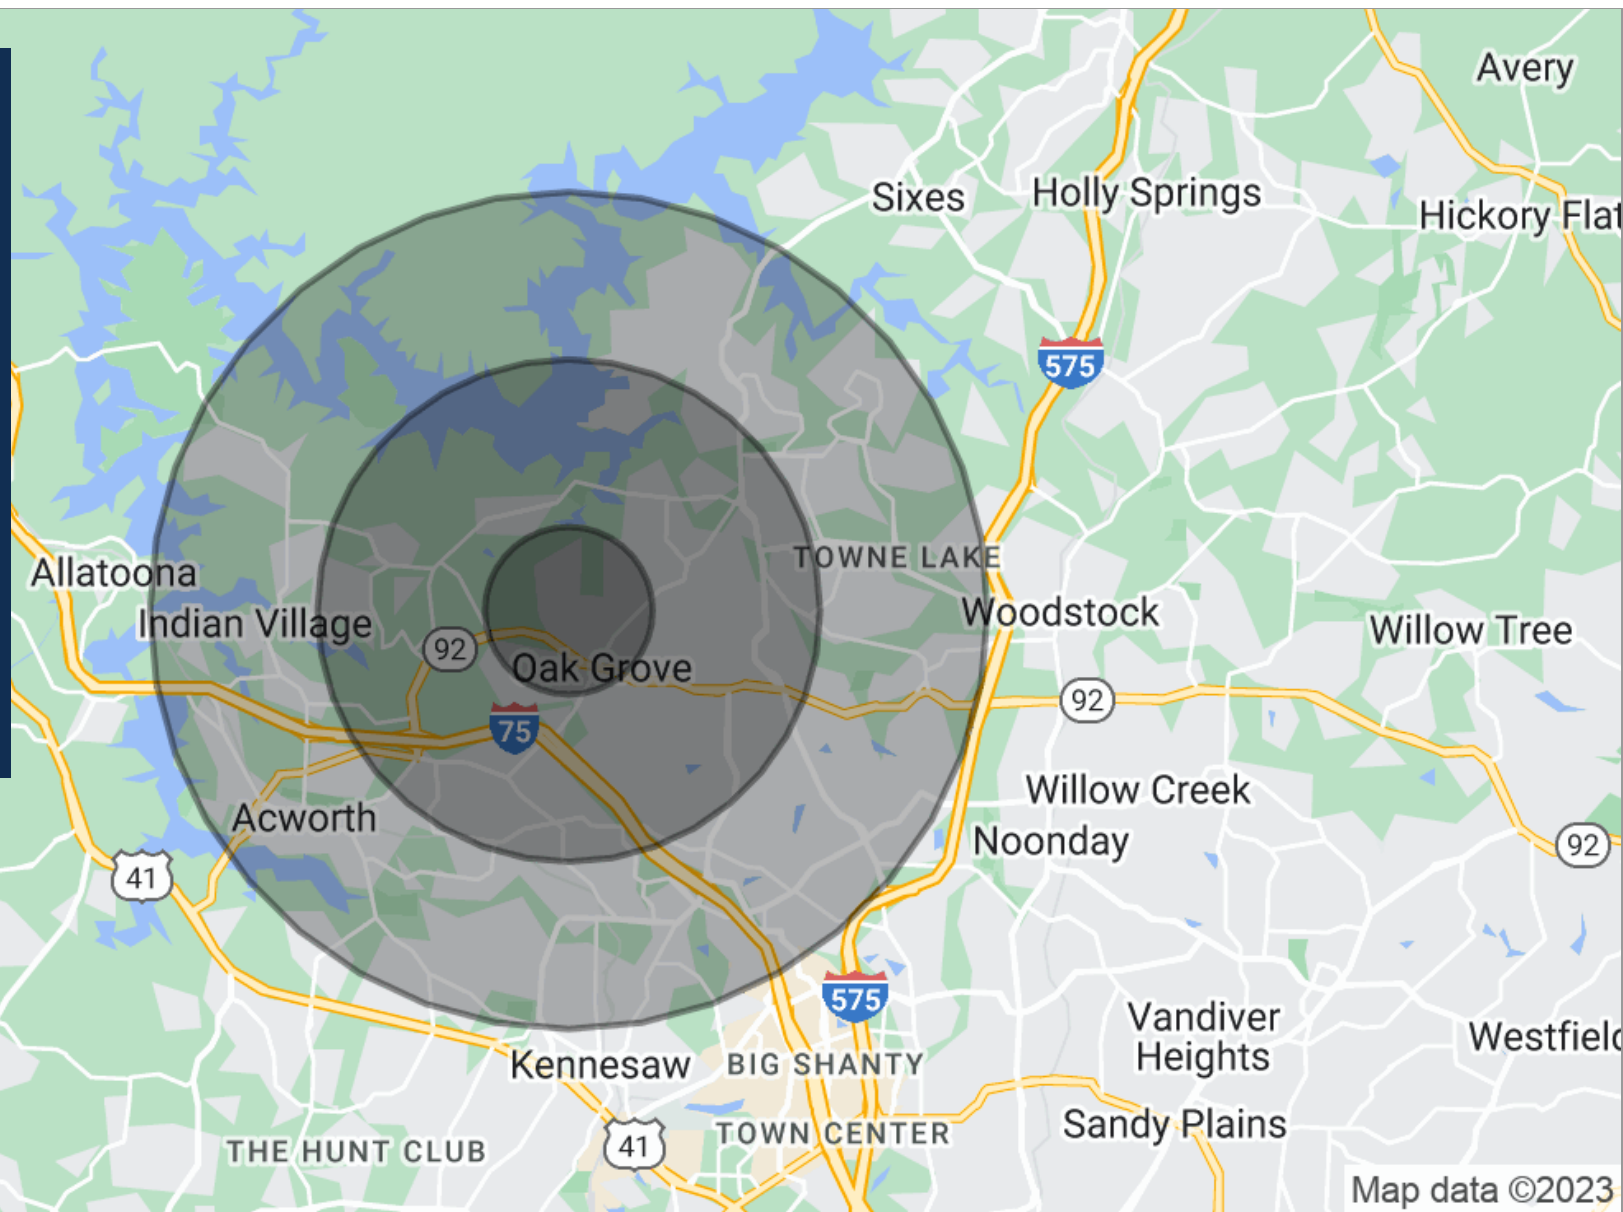 Avery
Sixes
Holly Springs
Hickory Flat
575
TOWNE LAKE
Allatoona
Indian Village
Woodstock
Willow Tree
92
Oak Grove
92
75
Willow Creek
Acworth
Noonday
92
41
575
Vandiver
Heights
Westfield
Kennesaw
BIG SHANTY
Sandy Plains
TOWN CENTER
41
THE HUNT CLUB
Map data ©2023